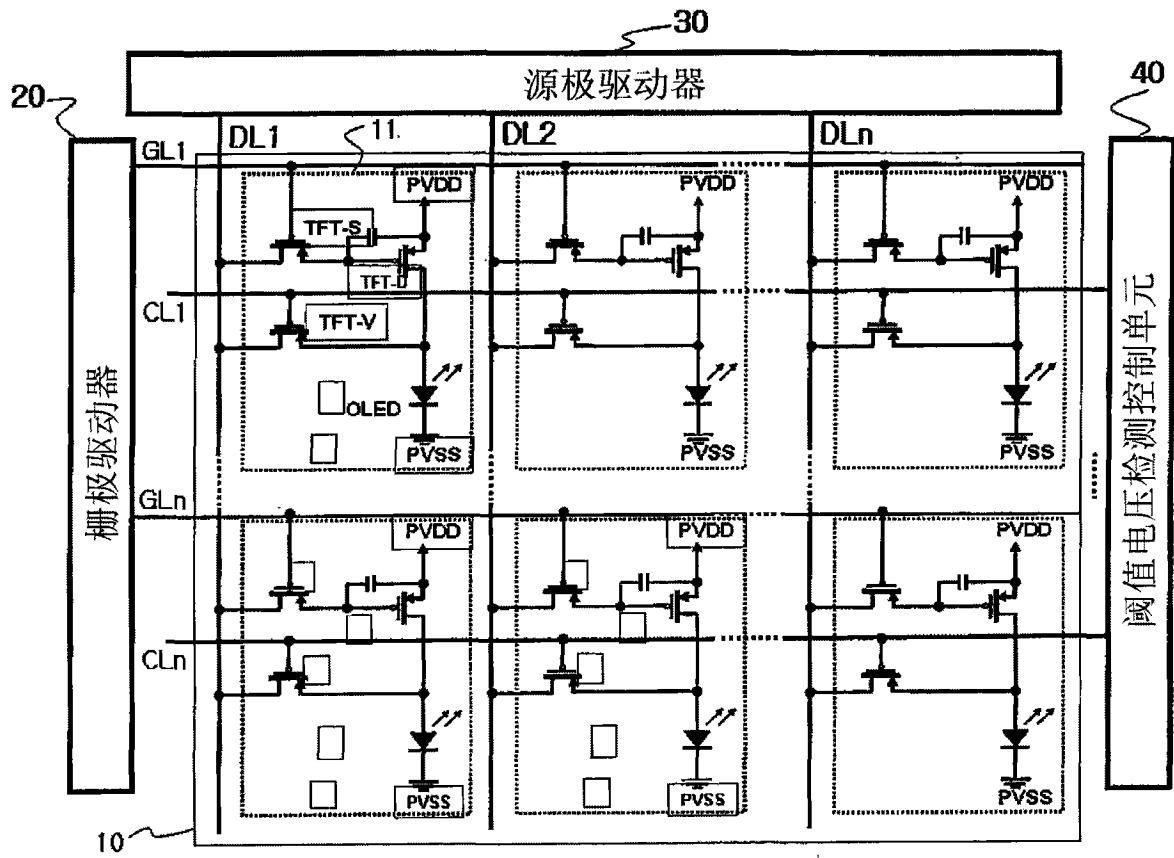 30
源极驱动器
40
20
DL1
11
DL2
DLn
GL1
PVDD
PVDD
PVDD
TFT-S
TFT-D
CL1
TFT-V
OLED
PVSS
PVSS
PVSS
栅极驱动器
阈值电压检测控制单元
GLn
PVDD
PVDD
PVDD
CLn
PVSS
PVSS
PVSS
10